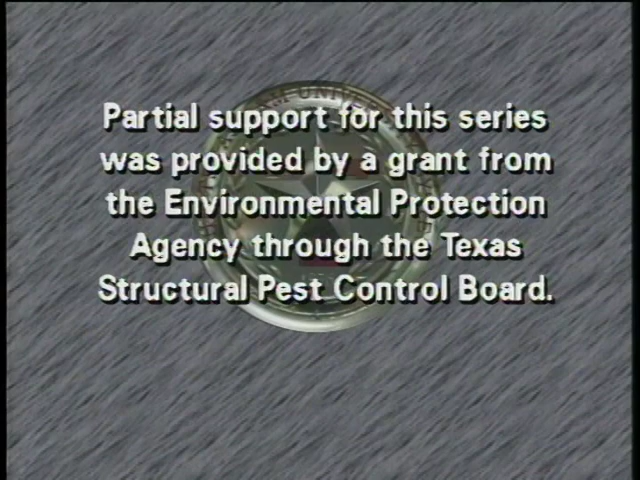 Partial support for this series
was provided by a grant from
the Environmental Protection
Agency through the Texas
Structural Pest Control Board.